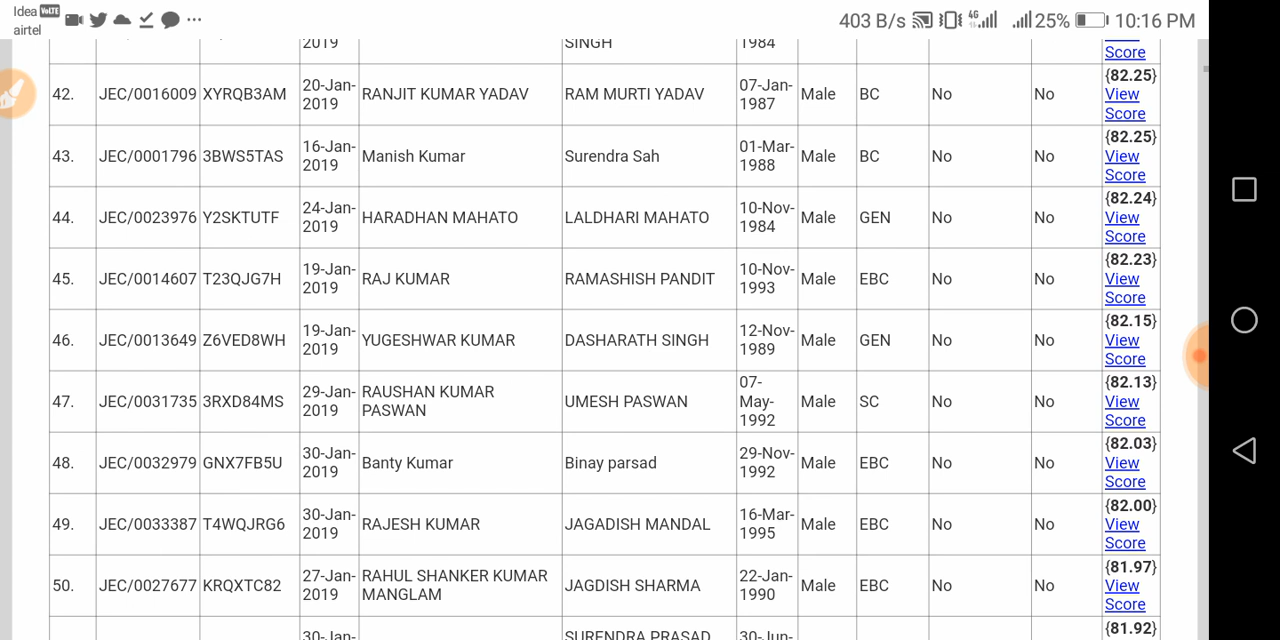 Idea VoLTE
airtel
403 B/s 4G 25% 10:16 PM
2019 SINGH 1984 Score
42. JEC/0016009 XYRQB3AM 20-Jan-2019 RANJIT KUMAR YADAV RAM MURTI YADAV 07-Jan-1987 Male BC No No {82.25} View Score
43. JEC/0001796 3BWS5TAS 16-Jan-2019 Manish Kumar Surendra Sah 01-Mar-1988 Male BC No No {82.25} View Score
44. JEC/0023976 Y2SKTUTF 24-Jan-2019 HARADHAN MAHATO LALDHARI MAHATO 10-Nov-1984 Male GEN No No {82.24} View Score
45. JEC/0014607 T23QJG7H 19-Jan-2019 RAJ KUMAR RAMASHISH PANDIT 10-Nov-1993 Male EBC No No {82.23} View Score
46. JEC/0013649 Z6VED8WH 19-Jan-2019 YUGESHWAR KUMAR DASHARATH SINGH 12-Nov-1989 Male GEN No No {82.15} View Score
47. JEC/0031735 3RXD84MS 29-Jan-2019 RAUSHAN KUMAR PASWAN UMESH PASWAN 07-May-1992 Male SC No No {82.13} View Score
48. JEC/0032979 GNX7FB5U 30-Jan-2019 Banty Kumar Binay parsad 29-Nov-1992 Male EBC No No {82.03} View Score
49. JEC/0033387 T4WQJRG6 30-Jan-2019 RAJESH KUMAR JAGADISH MANDAL 16-Mar-1995 Male EBC No No {82.00} View Score
50. JEC/0027677 KRQXTC82 27-Jan-2019 RAHUL SHANKER KUMAR MANGLAM JAGDISH SHARMA 22-Jan-1990 Male EBC No No {81.97} View Score
30-Jan- SURENDRA PRASAD 30-Jun- {81.92}